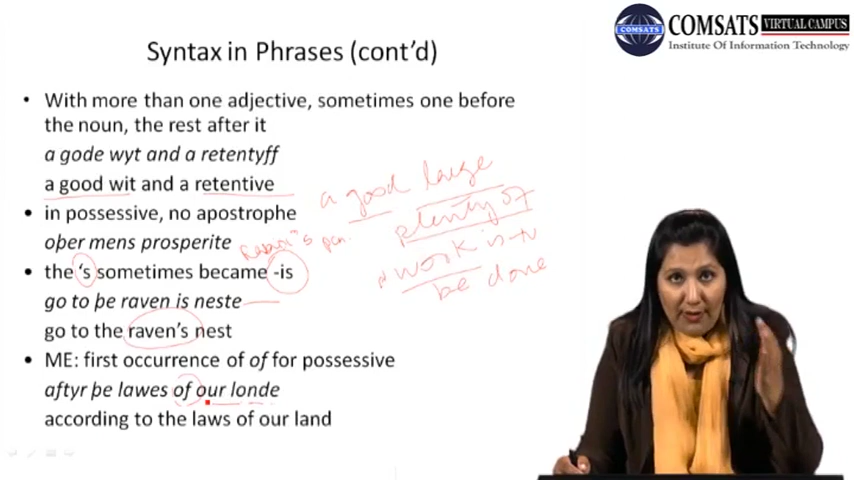 COMSATS VIRTUAL CAMPUS
COMSATS
Institute Of Information Technology
Syntax in Phrases (cont'd)
• With more than one adjective, sometimes one before
the noun, the rest after it
a gode wyt and a retentyff
a good wit and a retentive
a good large
• in possessive, no apostrophe
plenty of
oþer mens prosperite
pen.
work is to
• the 's sometimes became -is
be done
go to þe raven is neste
go to the raven's nest
• ME: first occurrence of of for possessive
aftyr þe lawes of our londe
according to the laws of our land